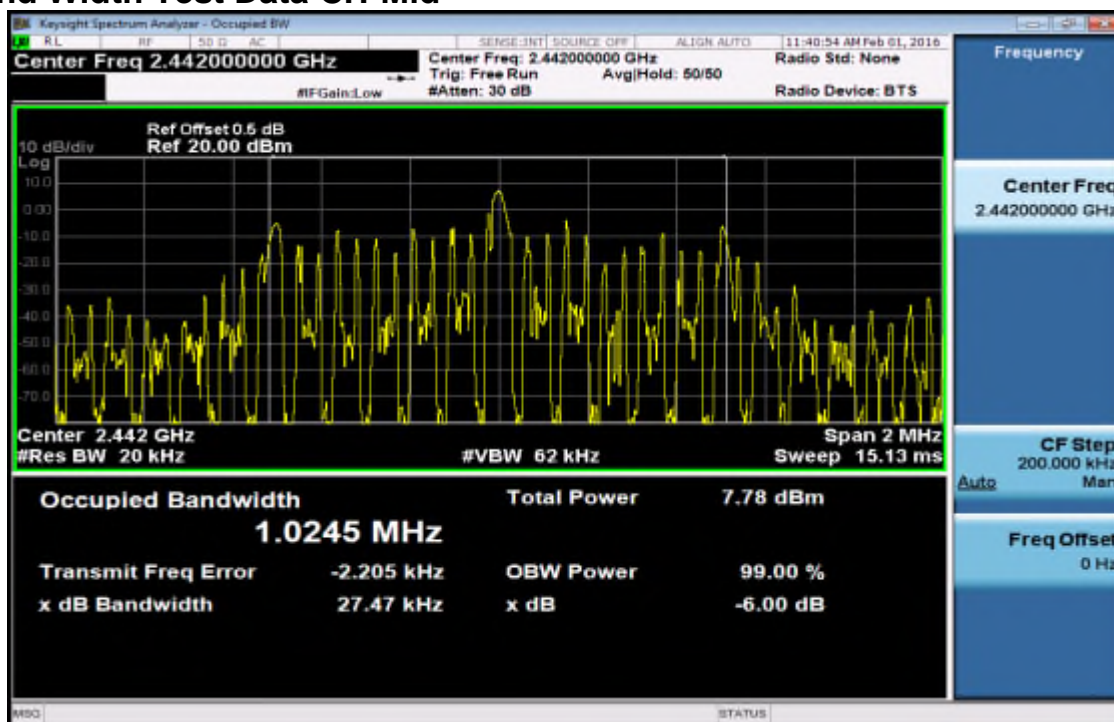 Keysight Spectrum Analyzer - Occupied BW
RL RF 50 Ω AC SENSE:INT SOURCE OFF ALIGN AUTO 11:40:54 AM Feb 01, 2016
Center Freq 2.442000000 GHz
Center Freq: 2.442000000 GHz
Radio Std: None
Trig: Free Run Avg|Hold: 50/50
#IFGain:Low
#Atten: 30 dB
Radio Device: BTS
Ref Offset 0.5 dB
10 dB/div Ref 20.00 dBm
Log
10.0
0.00
-10.0
-20.0
-30.0
-40.0
-50.0
-60.0
-70.0
Center 2.442 GHz Span 2 MHz
#Res BW 20 kHz #VBW 62 kHz Sweep 15.13 ms
Occupied Bandwidth Total Power 7.78 dBm
1.0245 MHz
Transmit Freq Error -2.205 kHz OBW Power 99.00 %
x dB Bandwidth 27.47 kHz x dB -6.00 dB
MSG STATUS
Frequency
Center Freq
2.442000000 GHz
CF Step
200.000 kHz
Auto Man
Freq Offset
0 Hz